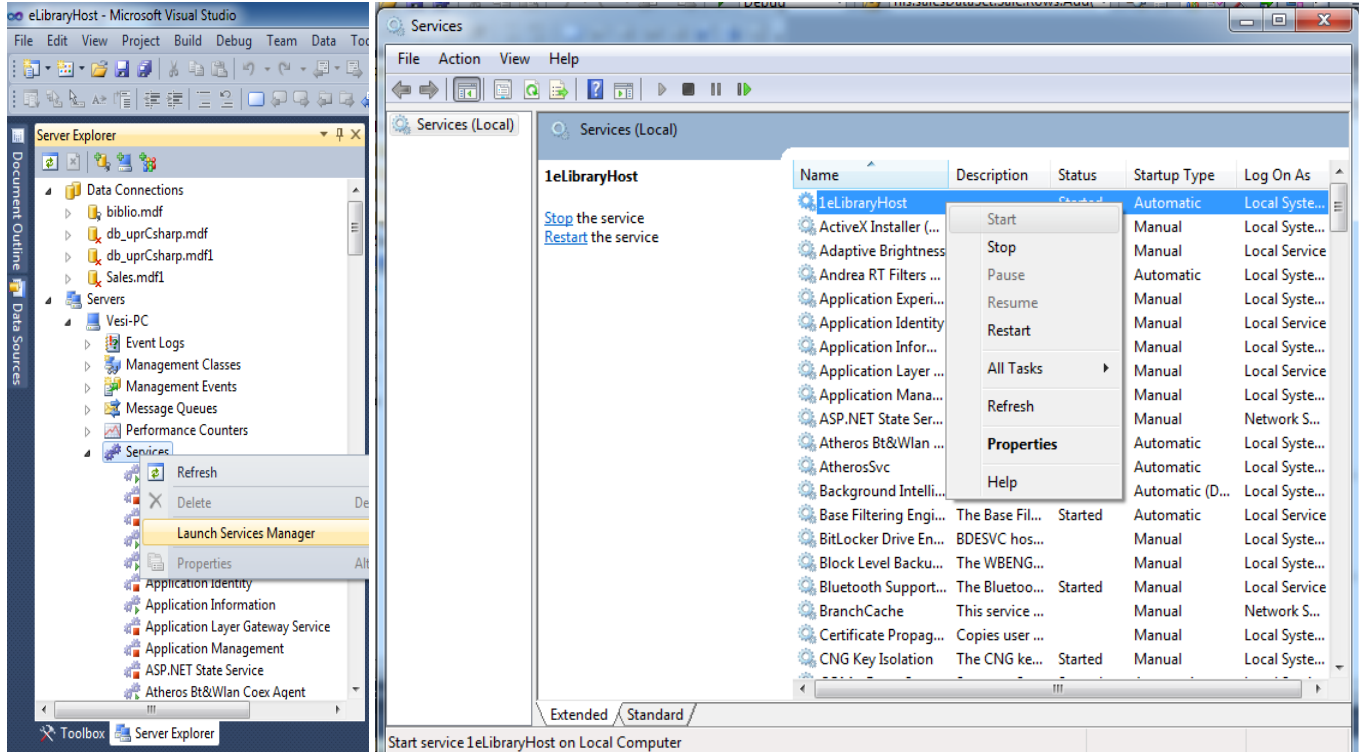 eLibraryHost - Microsoft Visual Studio
File Edit View Project Build Debug Team Data
Server Explorer
Document Outline
Data Sources
Data Connections
biblio.mdf
db_uprCsharp.mdf
db_uprCsharp.mdf1
Sales.mdf1
Servers
Vesi-PC
Event Logs
Management Classes
Management Events
Message Queues
Performance Counters
Services
Refresh
Delete De
Launch Services Manager
Properties Alt
Application Identity
Application Information
Application Layer Gateway Service
Application Management
ASP.NET State Service
Atheros Bt&Wlan Coex Agent
Toolbox Server Explorer
Services
File Action View Help
Services (Local)
Services (Local)
1eLibraryHost
Stop the service
Restart the service
Name Description Status Startup Type Log On As
1eLibraryHost Started Automatic Local Syste...
ActiveX Installer (... Manual Local Syste...
Adaptive Brightness Manual Local Service
Andrea RT Filters ... Automatic Local Syste...
Application Experi... Manual Local Syste...
Application Identity Manual Local Service
Application Infor... Manual Local Syste...
Application Layer ... Manual Local Service
Application Mana... Manual Local Syste...
ASP.NET State Ser... Manual Network S...
Atheros Bt&Wlan ... Automatic Local Syste...
AtherosSvc Automatic Local Syste...
Background Intelli... Automatic (D... Local Syste...
Base Filtering Engi... The Base Fil... Started Automatic Local Service
BitLocker Drive En... BDESVC hos... Manual Local Syste...
Block Level Backu... The WBENG... Manual Local Syste...
Bluetooth Support... The Bluetoo... Started Manual Local Service
BranchCache This service ... Manual Network S...
Certificate Propag... Copies user ... Manual Local Syste...
CNG Key Isolation The CNG ke... Started Manual Local Syste...
Start
Stop
Pause
Resume
Restart
All Tasks
Refresh
Properties
Help
Extended Standard
Start service 1eLibraryHost on Local Computer